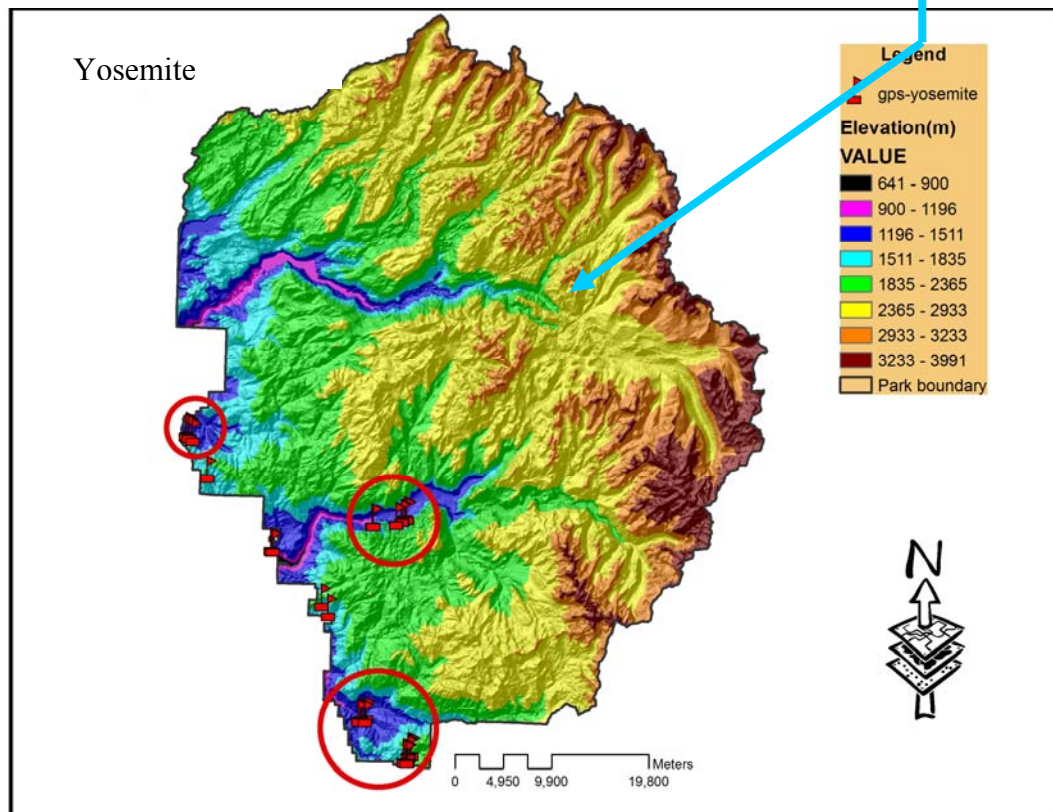 Yosemite
Legend
gps-yosemite
Elevation(m)
VALUE
641 - 900
900 - 1196
1196 - 1511
1511 - 1835
1835 - 2365
2365 - 2933
2933 - 3233
3233 - 3991
Park boundary
N
Meters
0 4,950 9,900 19,800